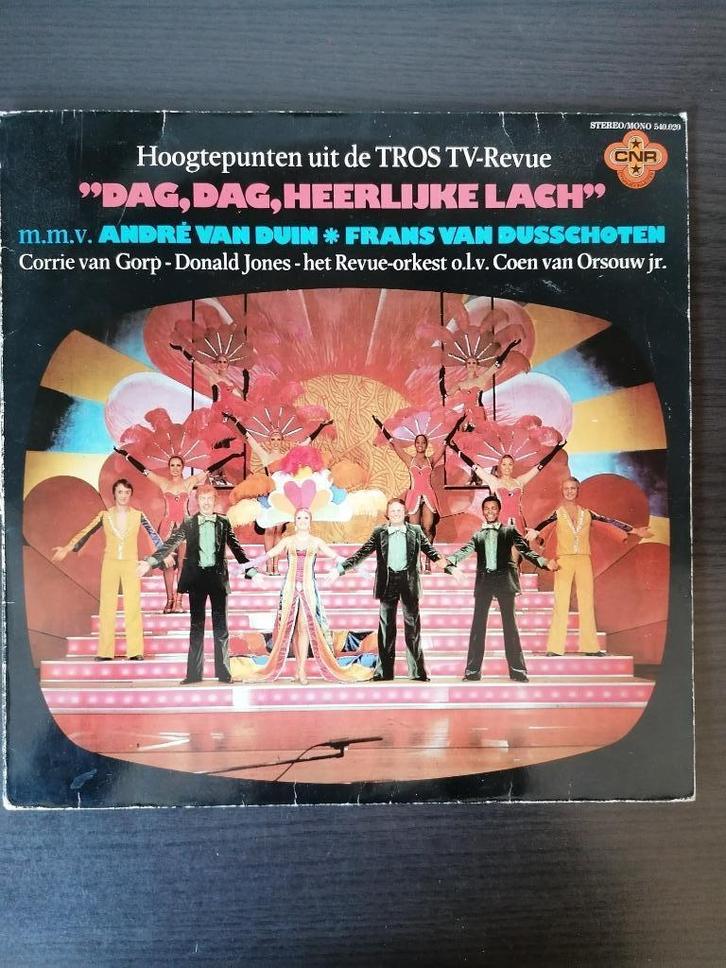 STEREO/MONO 540.029
CNR
Hoogtepunten uit de TROS TV-Revue
”DAG, DAG, HEERLIJKE LACH”
m.m.v. ANDRÉ VAN DUIN * FRANS VAN DUSSCHOTEN
Corrie van Gorp - Donald Jones - het Revue-orkest o.l.v. Coen van Orsouw jr.